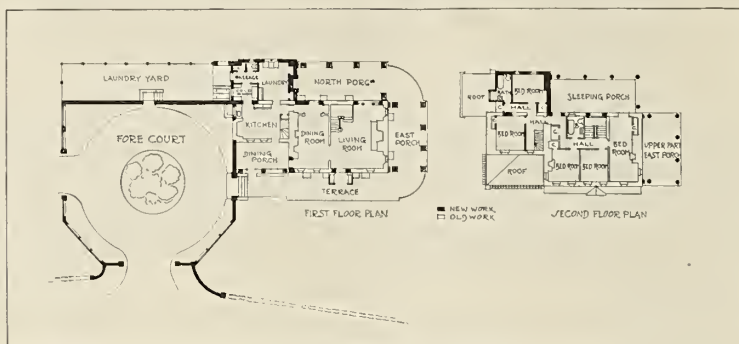 LAUNDRY YARD
LAUNDRY
NORTH PORCH
FORE COURT
KITCHEN
DINING
ROOM
LIVING
ROOM
EAST
PORCH
DINING
PORCH
TERRACE
FIRST FLOOR PLAN
NEW WORK
OLD WORK
ROOF
BATH
BED ROOM
SLEEPING PORCH
C
HALL
HALL
BED ROOM
C
C
HALL
BED
ROOM
UPPER PART
EAST PORCH
ROOF
BED ROOM
BED ROOM
SECOND FLOOR PLAN